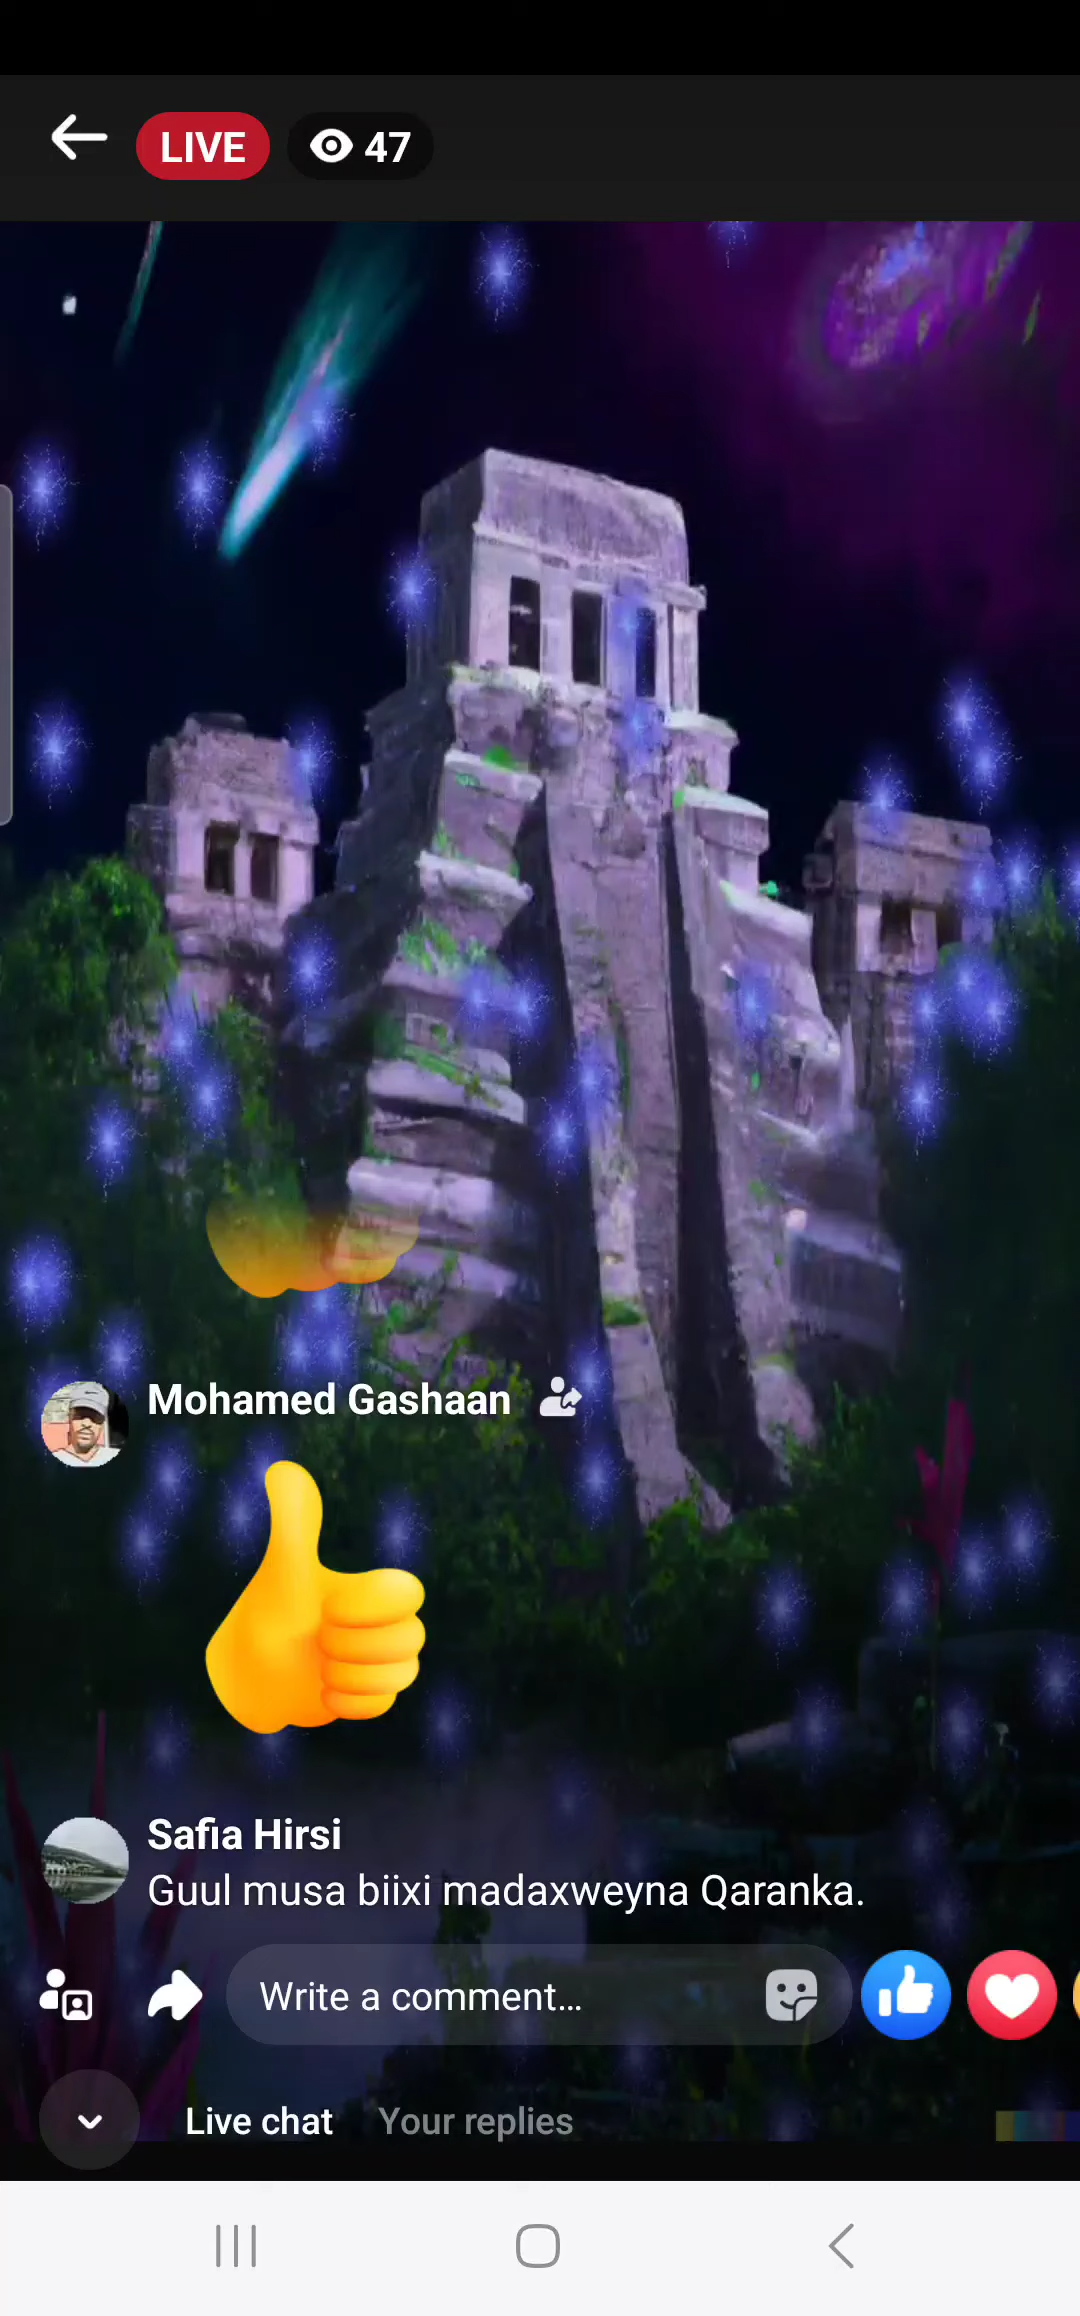 LIVE
47
Mohamed Gashaan
Safia Hirsi
Guul musa biixi madaxweyna Qaranka.
Write a comment...
Live chat
Your replies